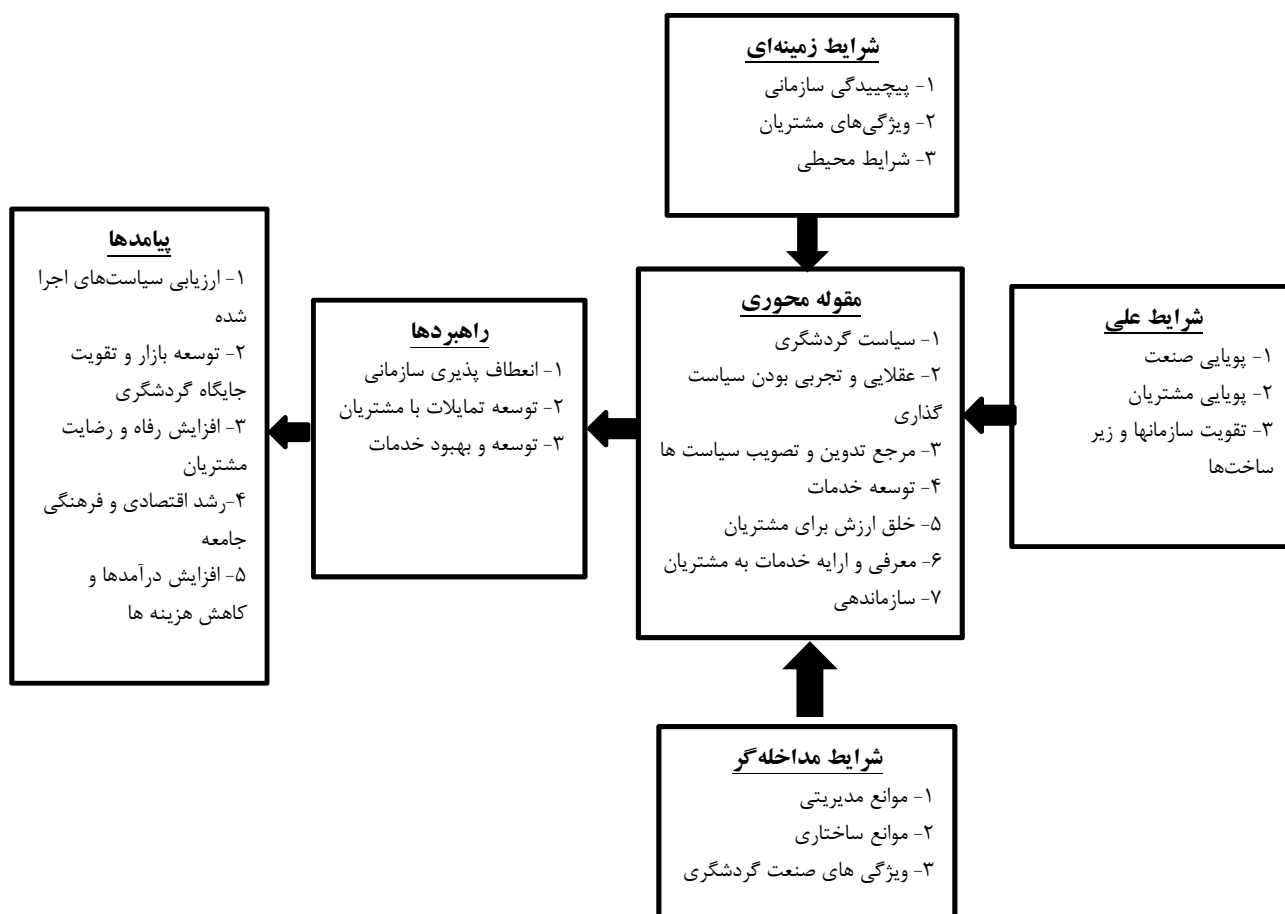 شرایط زمینه‌ای
۱- پیچییدگی سازمانی
۲- ویژگی‌های مشتریان
۳- شرایط محیطی
شرایط علی
۱- پویایی صنعت
۲- پویایی مشتریان
۳- تقویت سازمانها و زیر
ساخت‌ها
مقوله محوری
۱- سیاست گردشگری
۲- عقلایی و تجربی بودن سیاست
گذاری
۳- مرجع تدوین و تصویب سیاست ها
۴- توسعه خدمات
۵- خلق ارزش برای مشتریان
۶- معرفی و ارایه خدمات به مشتریان
۷- سازماندهی
راهبردها
۱- انعطاف پذیری سازمانی
۲- توسعه تمایلات با مشتریان
۳- توسعه و بهبود خدمات
پیامدها
۱- ارزیابی سیاست‌های اجرا
شده
۲- توسعه بازار و تقویت
جایگاه گردشگری
۳- افزایش رفاه و رضایت
مشتریان
۴-رشد اقتصادی و فرهنگی
جامعه
۵- افزایش درآمدها و
کاهش هزینه ها
شرایط مداخله‌گر
۱- موانع مدیریتی
۲- موانع ساختاری
۳- ویژگی های صنعت گردشگری